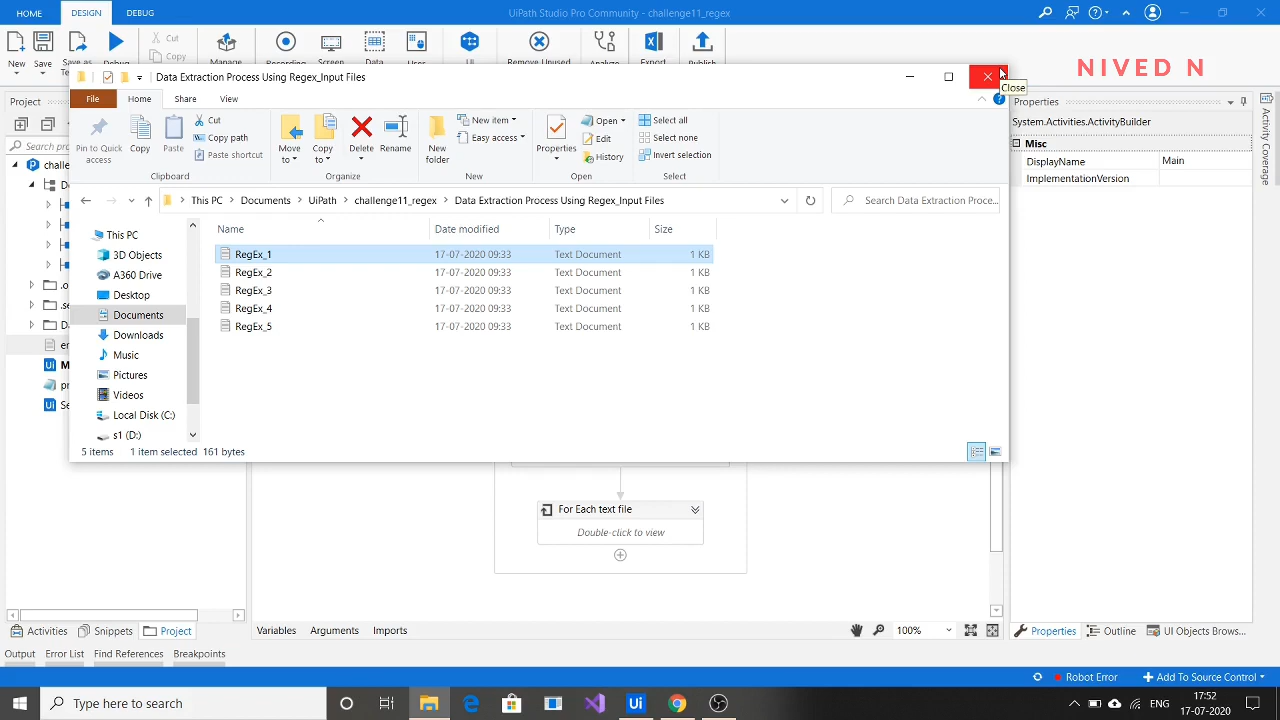 HOME DESIGN DEBUG UiPath Studio Pro Community - challenge11_regex
New Save Save As Debug Cut Copy Manage Recording Analyze Export Publish
NIVED N
Data Extraction Process Using Regex_Input Files
Close
File Home Share View
Pin to Quick access Copy Paste Cut Copy path Paste shortcut Move to Copy to Delete Rename New folder New item Easy access Properties Open Edit History Select all Select none Invert selection
Clipboard Organize New Open Select
This PC Documents UiPath challenge11_regex Data Extraction Process Using Regex_Input Files Search Data Extraction Proce...
Name Date modified Type Size
RegEx_1 17-07-2020 09:33 Text Document 1 KB
RegEx_2 17-07-2020 09:33 Text Document 1 KB
RegEx_3 17-07-2020 09:33 Text Document 1 KB
RegEx_4 17-07-2020 09:33 Text Document 1 KB
RegEx_5 17-07-2020 09:33 Text Document 1 KB
This PC
3D Objects
A360 Drive
Desktop
Documents
Downloads
Music
Pictures
Videos
Local Disk (C:)
s1 (D:)
5 items 1 item selected 161 bytes
Project
Search pro
challe
Properties
System.Activities.ActivityBuilder
Misc
DisplayName Main
ImplementationVersion
Activity Coverage
For Each text file
Double-click to view
Activities Snippets Project
Variables Arguments Imports 100%
Properties Outline UI Objects Brows...
Output Error List Find References Breakpoints
Robot Error Add To Source Control
Type here to search
ENG
17:52
17-07-2020